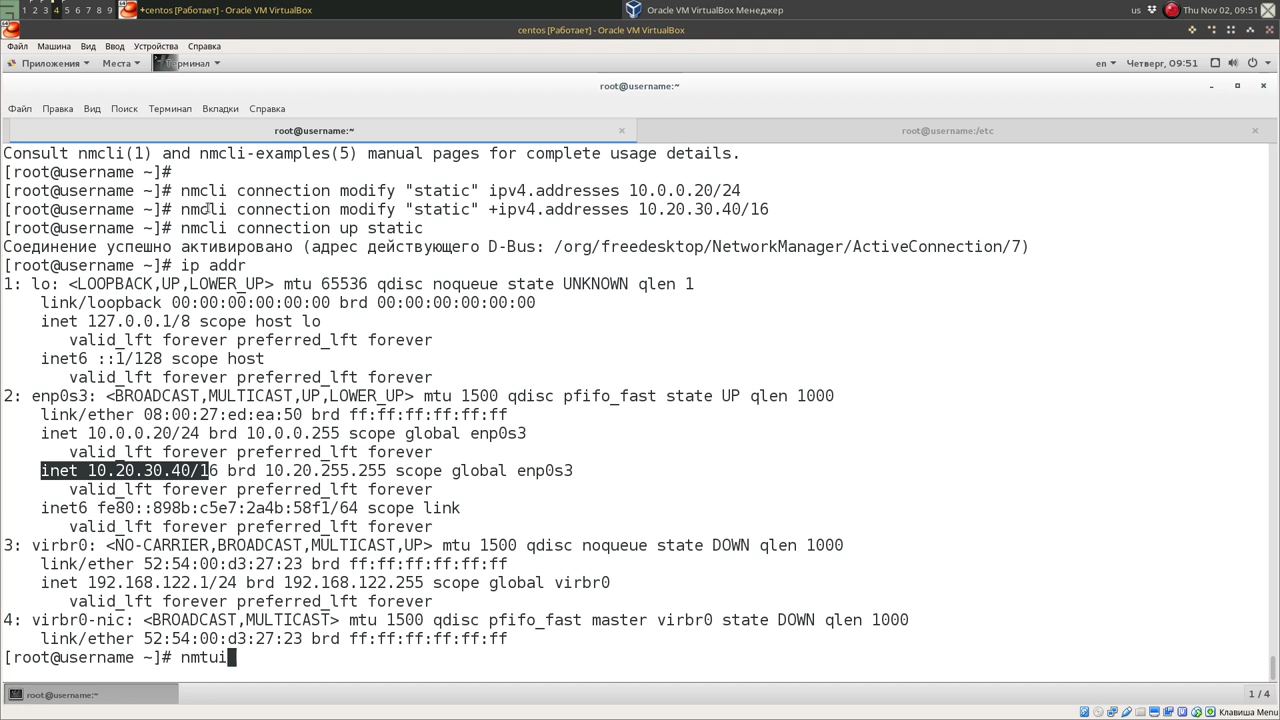 1 2 3 4 5 6 7 8 9
•centos [Работает] - Oracle VM VirtualBox
Oracle VM VirtualBox Менеджер
us
Thu Nov 02, 09:51
centos [Работает] - Oracle VM VirtualBox
Файл Машина Вид Ввод Устройства Справка
Приложения Места Терминал
en Четверг, 09:51
root@username:~
Файл Правка Вид Поиск Терминал Вкладки Справка
root@username:~
root@username:/etc
Consult nmcli(1) and nmcli-examples(5) manual pages for complete usage details.
[root@username ~]#
[root@username ~]# nmcli connection modify "static" ipv4.addresses 10.0.0.20/24
[root@username ~]# nmcli connection modify "static" +ipv4.addresses 10.20.30.40/16
[root@username ~]# nmcli connection up static
Соединение успешно активировано (адрес действующего D-Bus: /org/freedesktop/NetworkManager/ActiveConnection/7)
[root@username ~]# ip addr
1: lo: <LOOPBACK,UP,LOWER_UP> mtu 65536 qdisc noqueue state UNKNOWN qlen 1
link/loopback 00:00:00:00:00:00 brd 00:00:00:00:00:00
inet 127.0.0.1/8 scope host lo
valid_lft forever preferred_lft forever
inet6 ::1/128 scope host
valid_lft forever preferred_lft forever
2: enp0s3: <BROADCAST,MULTICAST,UP,LOWER_UP> mtu 1500 qdisc pfifo_fast state UP qlen 1000
link/ether 08:00:27:ed:ea:50 brd ff:ff:ff:ff:ff:ff
inet 10.0.0.20/24 brd 10.0.0.255 scope global enp0s3
valid_lft forever preferred_lft forever
inet 10.20.30.40/16 brd 10.20.255.255 scope global enp0s3
valid_lft forever preferred_lft forever
inet6 fe80::898b:c5e7:2a4b:58f1/64 scope link
valid_lft forever preferred_lft forever
3: virbr0: <NO-CARRIER,BROADCAST,MULTICAST,UP> mtu 1500 qdisc noqueue state DOWN qlen 1000
link/ether 52:54:00:d3:27:23 brd ff:ff:ff:ff:ff:ff
inet 192.168.122.1/24 brd 192.168.122.255 scope global virbr0
valid_lft forever preferred_lft forever
4: virbr0-nic: <BROADCAST,MULTICAST> mtu 1500 qdisc pfifo_fast master virbr0 state DOWN qlen 1000
link/ether 52:54:00:d3:27:23 brd ff:ff:ff:ff:ff:ff
[root@username ~]# nmtui
root@username:~
1 / 4
Клавиша Menu